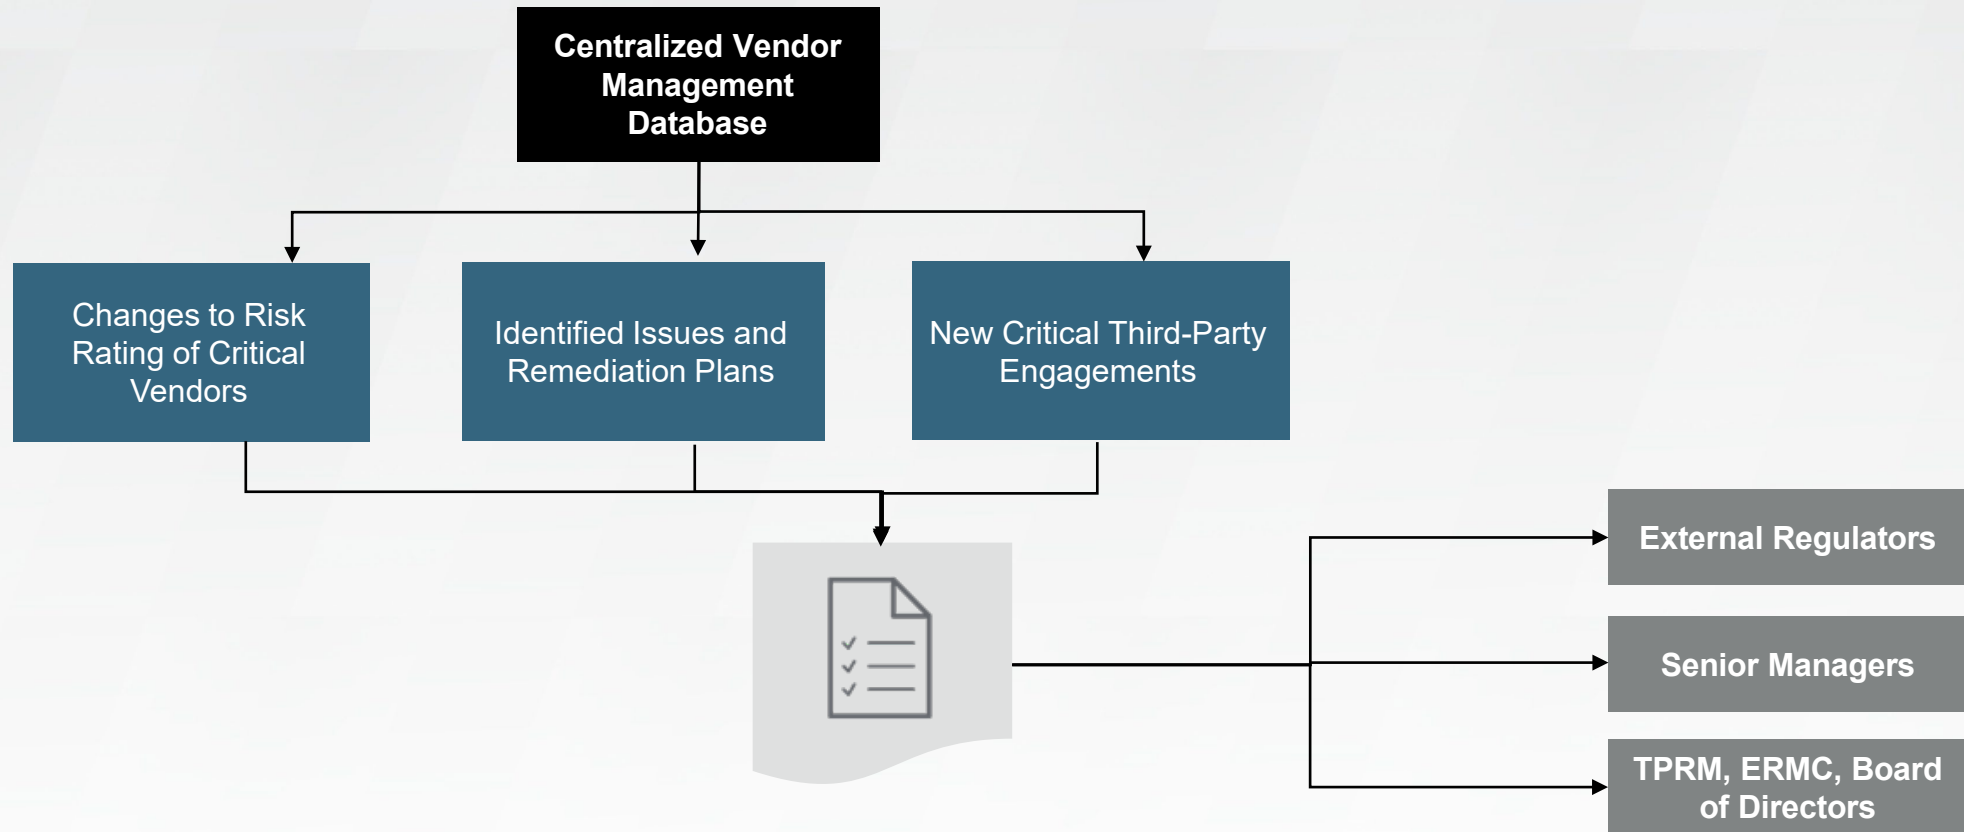 Centralized Vendor
Management
Database
Changes to Risk
Rating of Critical
Vendors
Identified Issues and
Remediation Plans
New Critical Third-Party
Engagements
External Regulators
Senior Managers
TPRM, ERMC, Board
of Directors